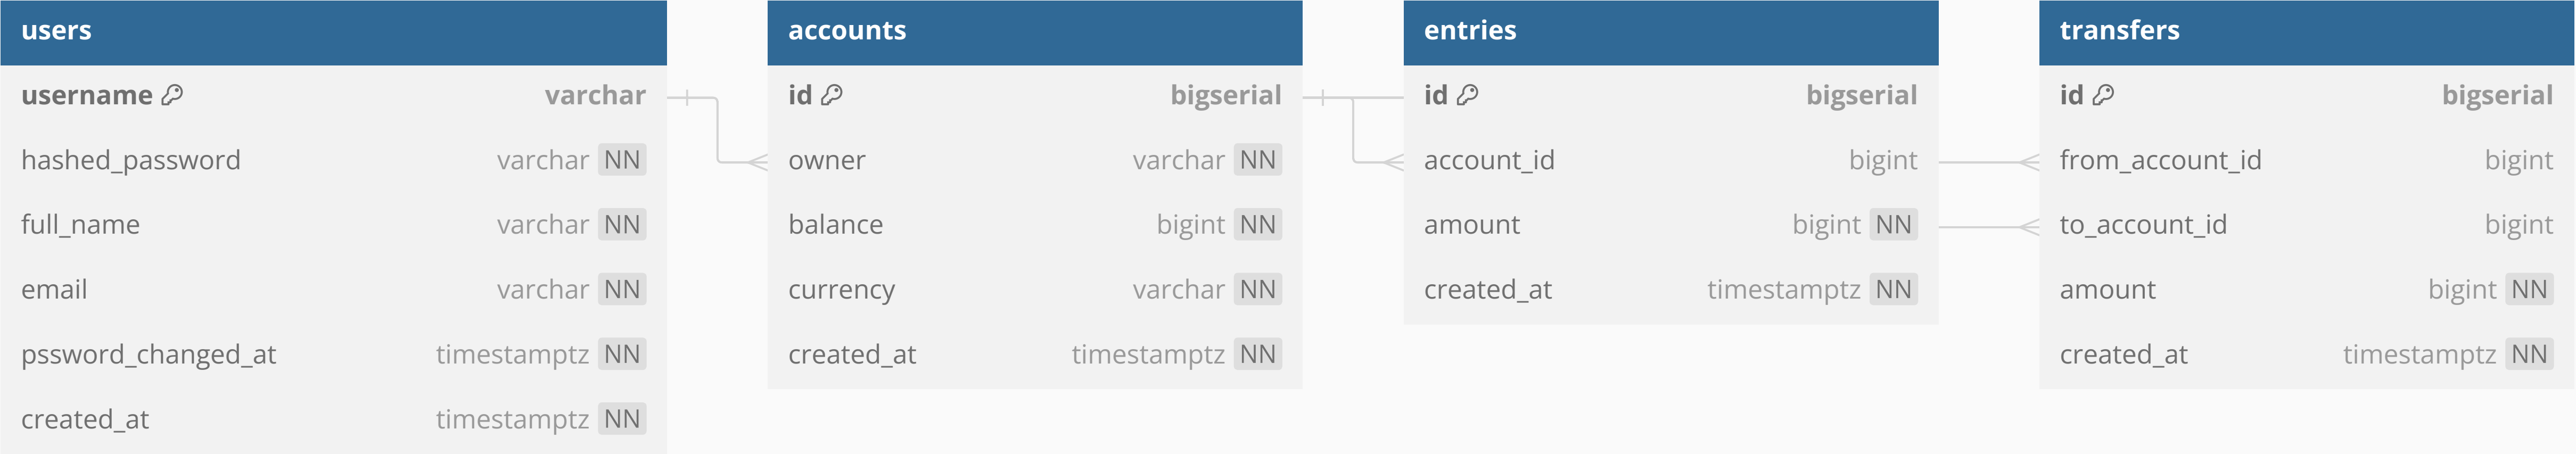 users
username varchar
hashed_password varchar NN
full_name varchar NN
email varchar NN
pssword_changed_at timestamptz NN
created_at timestamptz NN
accounts
id bigserial
owner varchar NN
balance bigint NN
currency varchar NN
created_at timestamptz NN
entries
id bigserial
account_id bigint
amount bigint NN
created_at timestamptz NN
transfers
id bigserial
from_account_id bigint
to_account_id bigint
amount bigint NN
created_at timestamptz NN